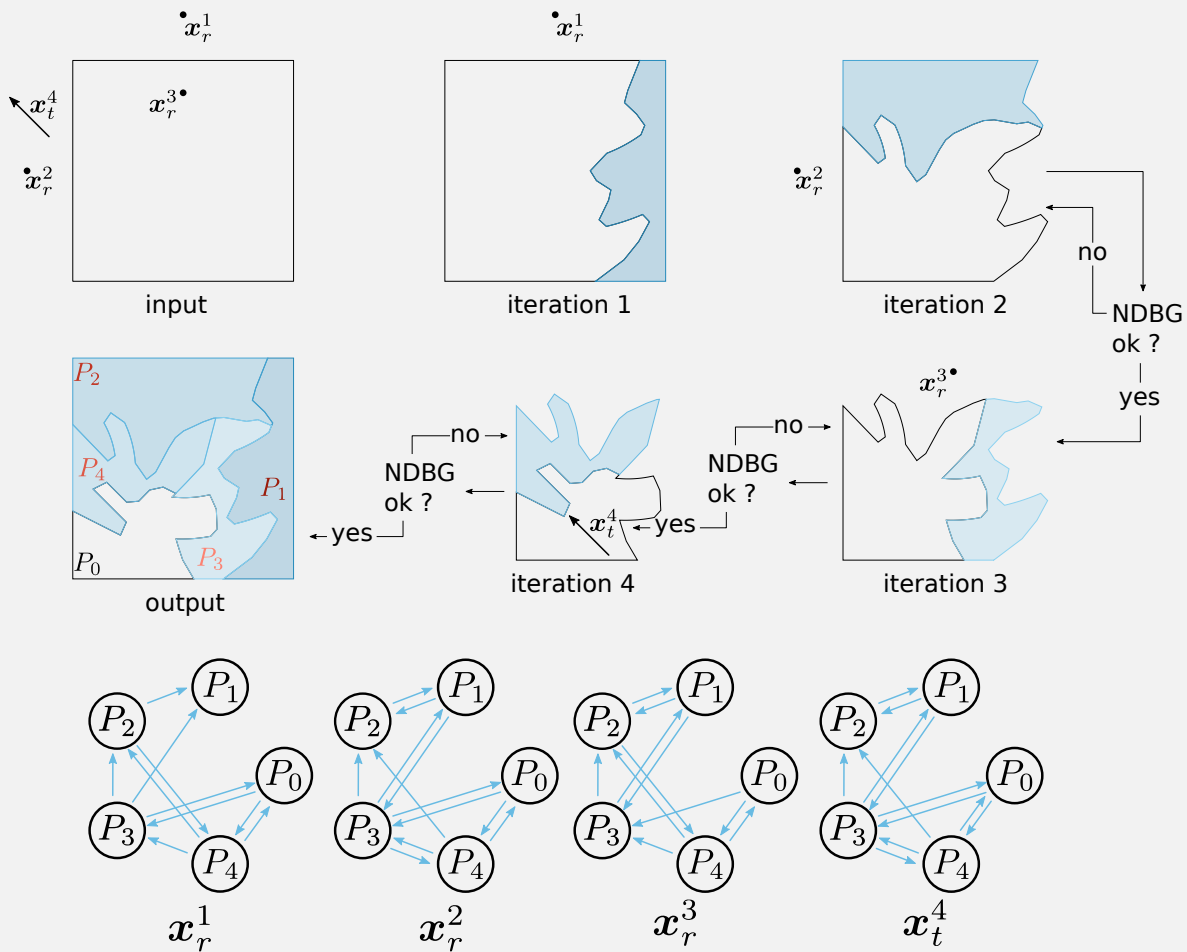 x_r^1
x_r^1
x_t^4
x_r^3
x_r^2
x_r^2
no
input
iteration 1
iteration 2
NDBG
ok ?
yes
P_2
x_r^3
no
no
P_4
P_1
NDBG
ok ?
NDBG
ok ?
x_t^4
yes
yes
P_0
P_3
iteration 4
iteration 3
output
P_1
P_2
P_0
P_3
P_4
x_r^1
P_1
P_2
P_0
P_3
P_4
x_r^2
P_1
P_2
P_0
P_3
P_4
x_r^3
P_1
P_2
P_0
P_3
P_4
x_t^4